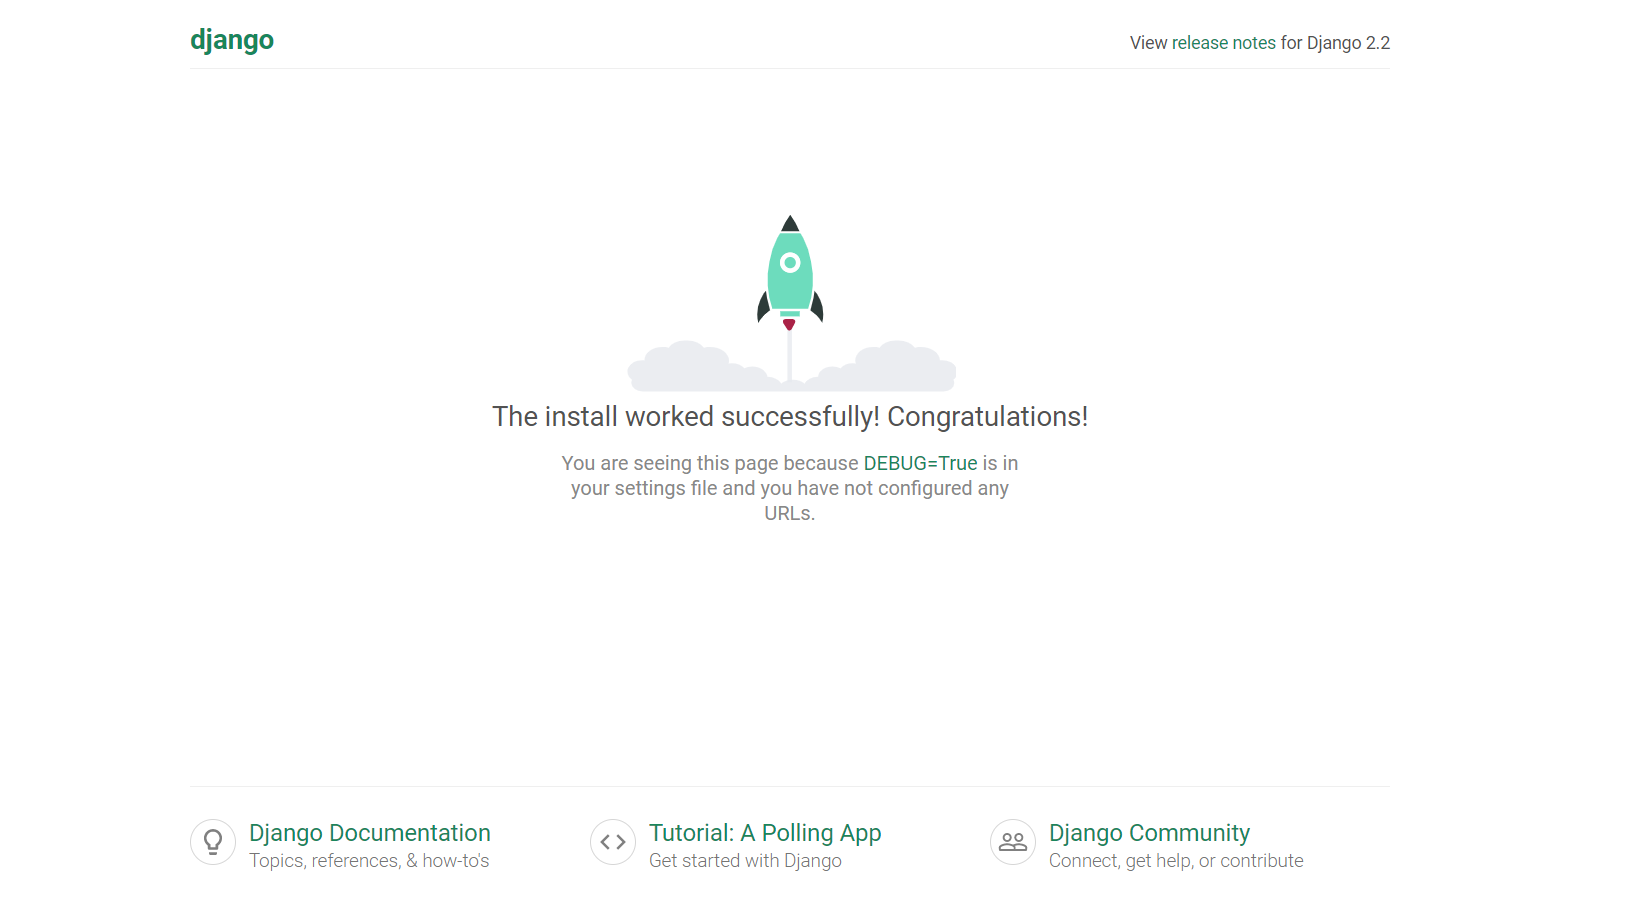 django
View release notes for Django 2.2
The install worked successfully! Congratulations!
You are seeing this page because DEBUG=True is in
your settings file and you have not configured any
URLs.
Django Documentation
Topics, references, & how-to's
Tutorial: A Polling App
Get started with Django
Django Community
Connect, get help, or contribute